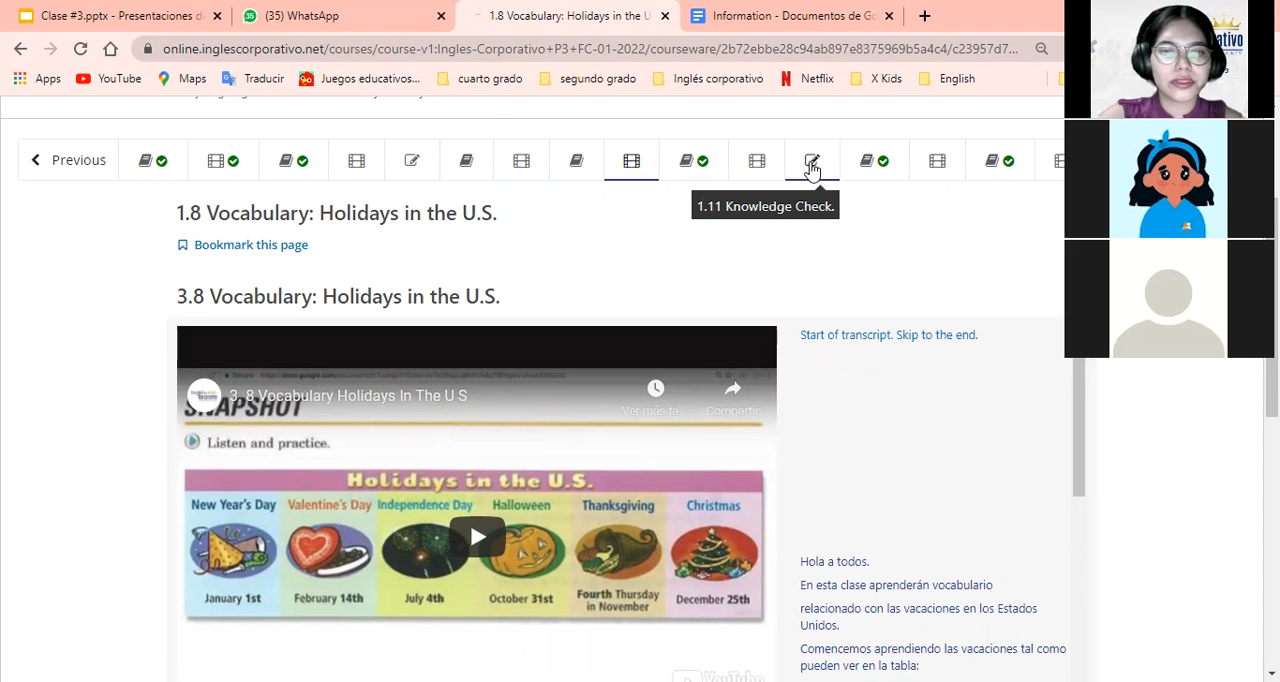 Clase #3.pptx - Presentaciones d
(35) WhatsApp
1.8 Vocabulary: Holidays in the U
Information - Documentos de Go
online.inglescorporativo.net/courses/course-v1:Ingles-Corporativo+P3+FC-01-2022/courseware/2b72ebbe28c94ab897e8375969b5a4c4/c23957d7...
Apps
YouTube
Maps
Traducir
Juegos educativos...
cuarto grado
segundo grado
Inglés corporativo
Netflix
X Kids
English
Previous
1.11 Knowledge Check.
1.8 Vocabulary: Holidays in the U.S.
Bookmark this page
3.8 Vocabulary: Holidays in the U.S.
3, 8 Vocabulary Holidays In The U S
Ver más ta...
Compartir
SNAPSHOT
Listen and practice.
Holidays in the U.S.
New Year's Day
Valentine's Day
Independence Day
Halloween
Thanksgiving
Christmas
January 1st
February 14th
July 4th
October 31st
Fourth Thursday
in November
December 25th
YouTube
Start of transcript. Skip to the end.
Hola a todos.
En esta clase aprenderán vocabulario
relacionado con las vacaciones en los Estados
Unidos.
Comencemos aprendiendo las vacaciones tal como
pueden ver en la tabla: